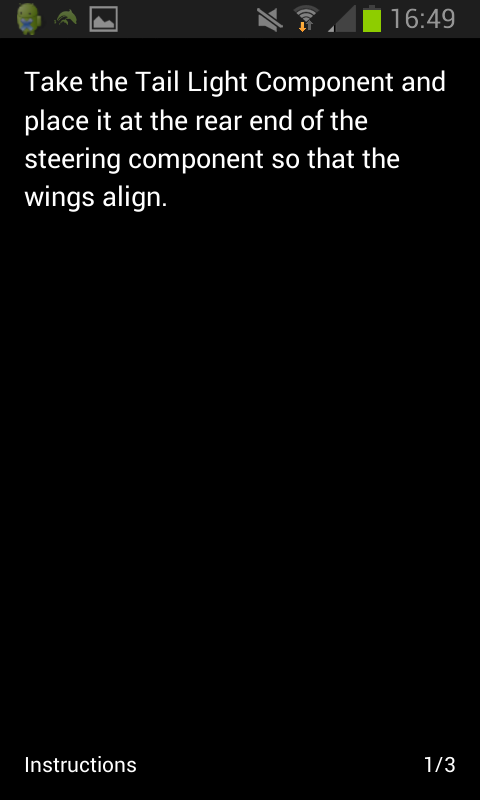 16:49
Take the Tail Light Component and
place it at the rear end of the
steering component so that the
wings align.
Instructions 1/3